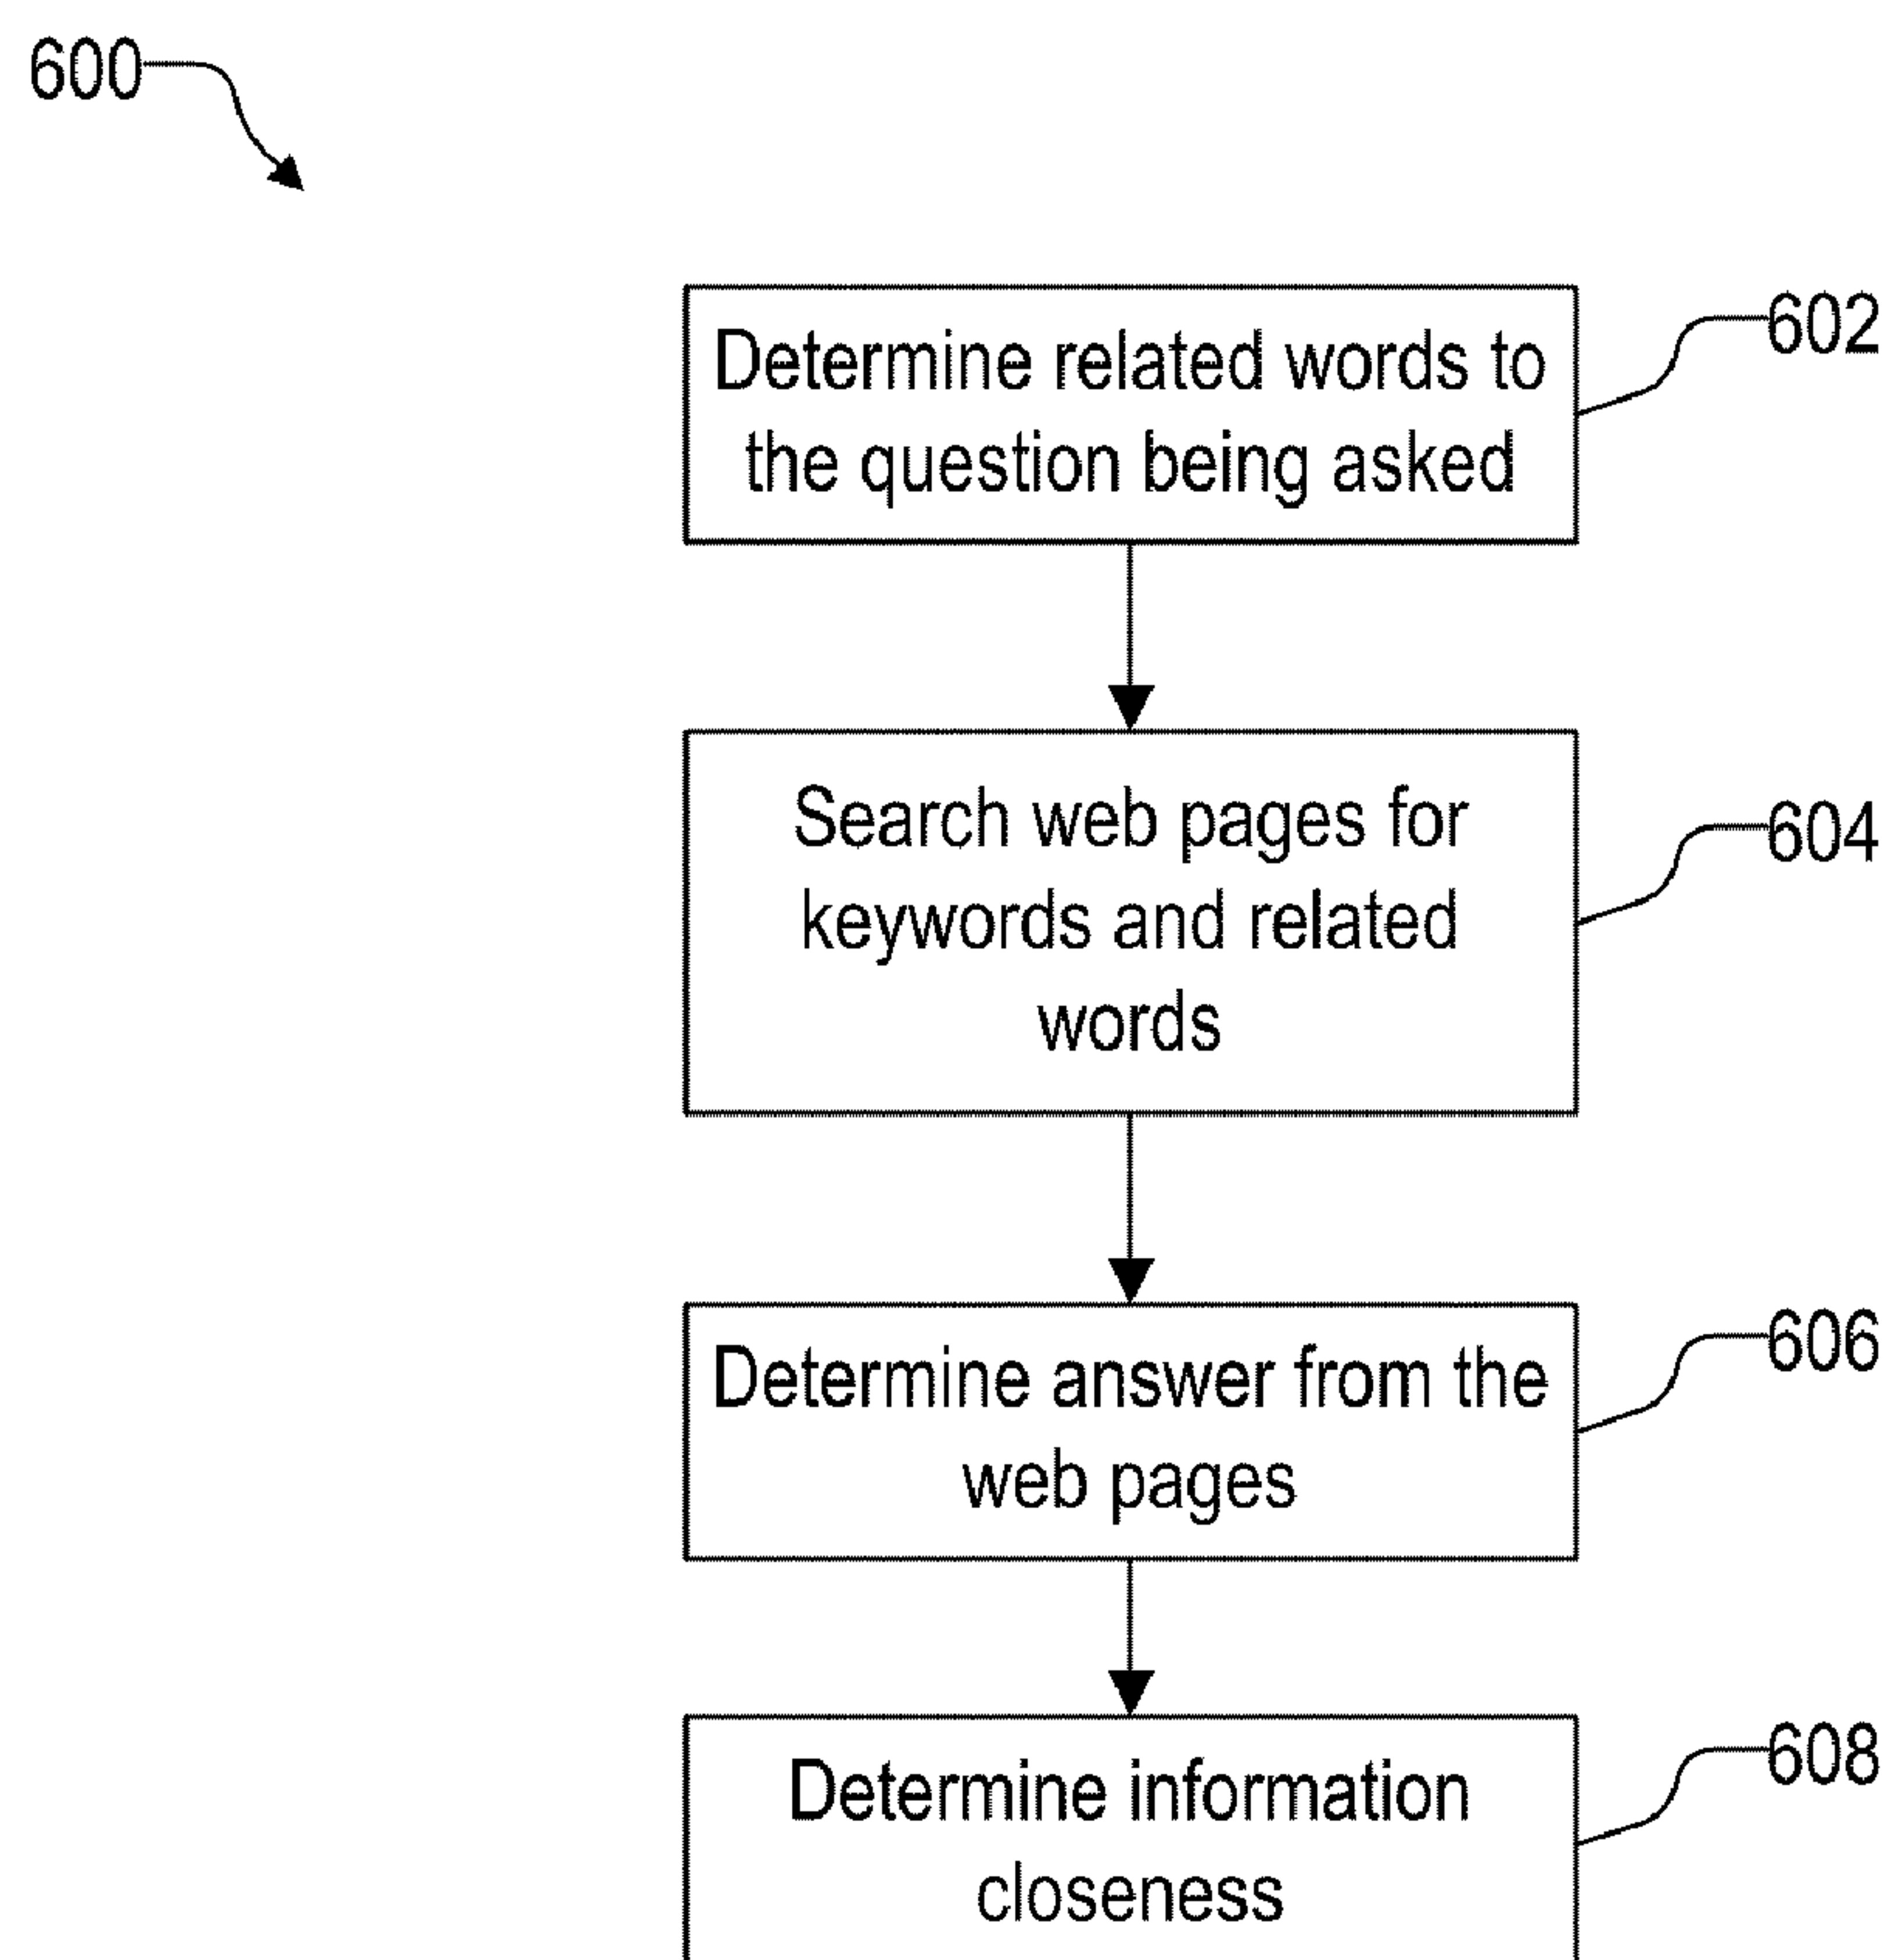 600
602
Determine related words to
the question being asked
604
Search web pages for
keywords and related
words
606
Determine answer from the
web pages
608
Determine information
closeness